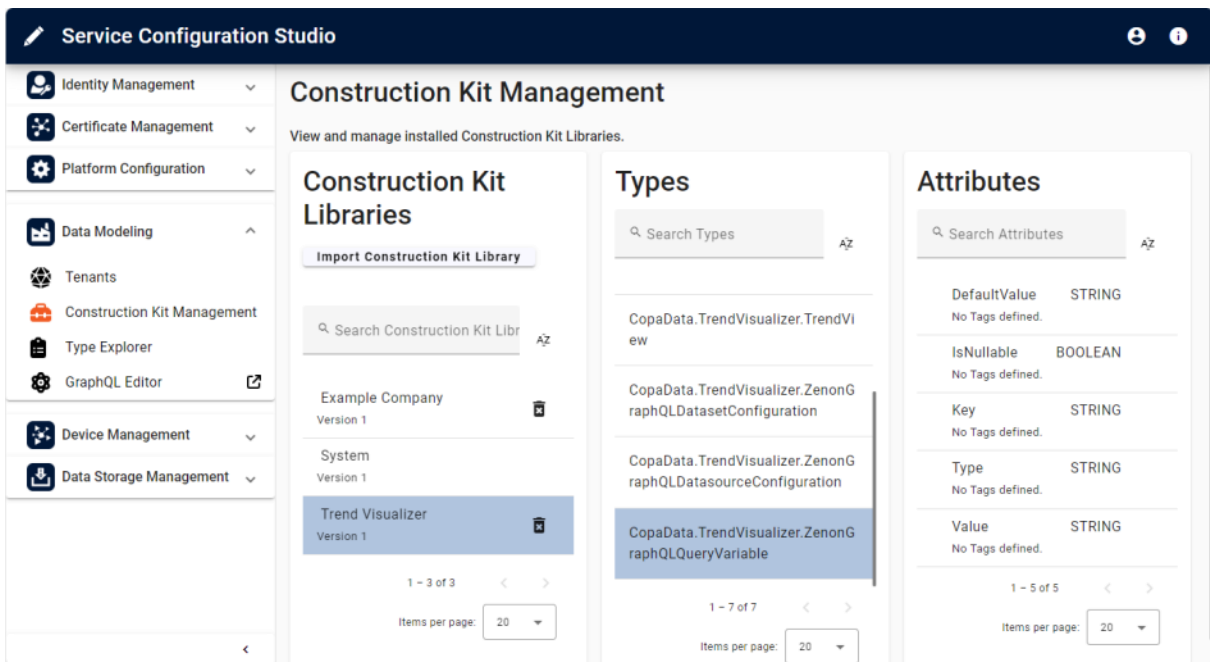 Service Configuration Studio
Identity Management
Certificate Management
Platform Configuration
Data Modeling
Tenants
Construction Kit Management
Type Explorer
GraphQL Editor
Device Management
Data Storage Management
Construction Kit Management
View and manage installed Construction Kit Libraries.
Construction Kit
Libraries
Import Construction Kit Library
Search Construction Kit Libr
AZ
Example Company
Version 1
System
Version 1
Trend Visualizer
Version 1
1 – 3 of 3
Items per page: 20
Types
Search Types
AZ
CopaData.TrendVisualizer.TrendVi
ew
CopaData.TrendVisualizer.ZenonG
raphQLDatasetConfiguration
CopaData.TrendVisualizer.ZenonG
raphQLDatasourceConfiguration
CopaData.TrendVisualizer.ZenonG
raphQLQueryVariable
1 – 7 of 7
Items per page: 20
Attributes
Search Attributes
AZ
DefaultValue STRING
No Tags defined.
IsNullable BOOLEAN
No Tags defined.
Key STRING
No Tags defined.
Type STRING
No Tags defined.
Value STRING
No Tags defined.
1 – 5 of 5
Items per page: 20